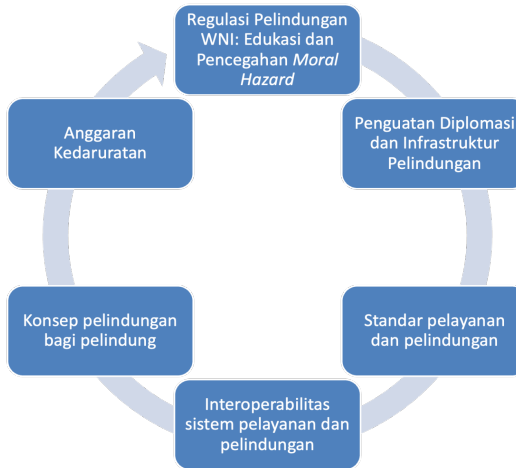 Regulasi Pelindungan
WNI: Edukasi dan
Pencegahan Moral
Hazard
Penguatan Diplomasi
dan Infrastruktur
Pelindungan
Standar pelayanan
dan pelindungan
Interoperabilitas
sistem pelayanan dan
pelindungan
Konsep pelindungan
bagi pelindung
Anggaran
Kedaruratan